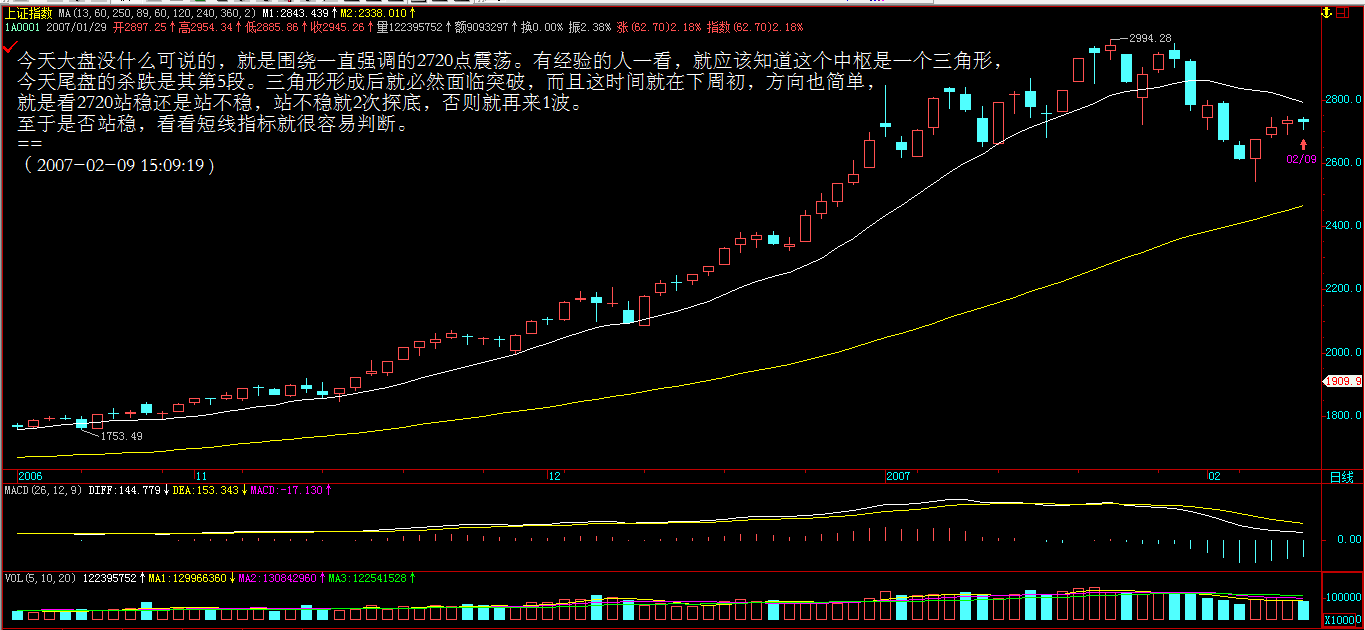 上证指数 MA(13,60,250,89,60,120,240,360,2) M1:2843.439↑M2:2338.010↑
1A0001 2007/01/29 开2897.25↑高2954.34↑低2885.86↑收2945.26↑量122395752↑额9093297↑换0.00% 振2.38% 涨(62.70)2.18% 指数(62.70)2.18%
今天大盘没什么可说的，就是围绕一直强调的2720点震荡。有经验的人一看，就应该知道这个中枢是一个三角形，
今天尾盘的杀跌是其第5段。三角形形成后就必然面临突破，而且这时间就在下周初，方向也简单，
就是看2720站稳还是站不稳，站不稳就2次探底，否则就再来1波。
至于是否站稳，看看短线指标就很容易判断。
==
（2007-02-09 15:09:19）
2994.28
2800.0
02/09
2600.0
2400.0
2200.0
2000.0
1909.9
1800.0
1753.49
2006 11 12 2007 02 日线
MACD(26,12,9) DIFF:144.779↓DEA:153.343↓MACD:-17.130↑
0.00
VOL(5,10,20) 122395752↑MA1:129966360↓MA2:130842960↑MA3:122541528↑
100000
X10000